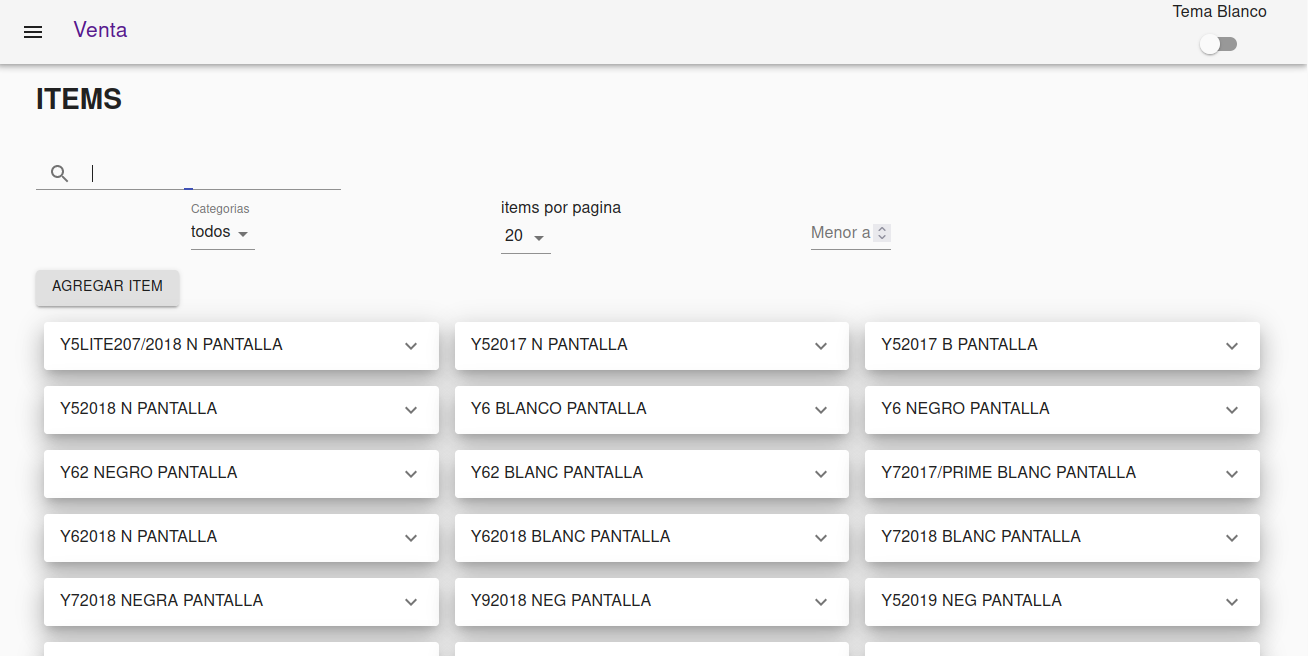 Venta
Tema Blanco
ITEMS
Categorias
todos
items por pagina
20
Menor a
AGREGAR ITEM
Y5LITE207/2018 N PANTALLA
Y52017 N PANTALLA
Y52017 B PANTALLA
Y52018 N PANTALLA
Y6 BLANCO PANTALLA
Y6 NEGRO PANTALLA
Y62 NEGRO PANTALLA
Y62 BLANC PANTALLA
Y72017/PRIME BLANC PANTALLA
Y62018 N PANTALLA
Y62018 BLANC PANTALLA
Y72018 BLANC PANTALLA
Y72018 NEGRA PANTALLA
Y92018 NEG PANTALLA
Y52019 NEG PANTALLA